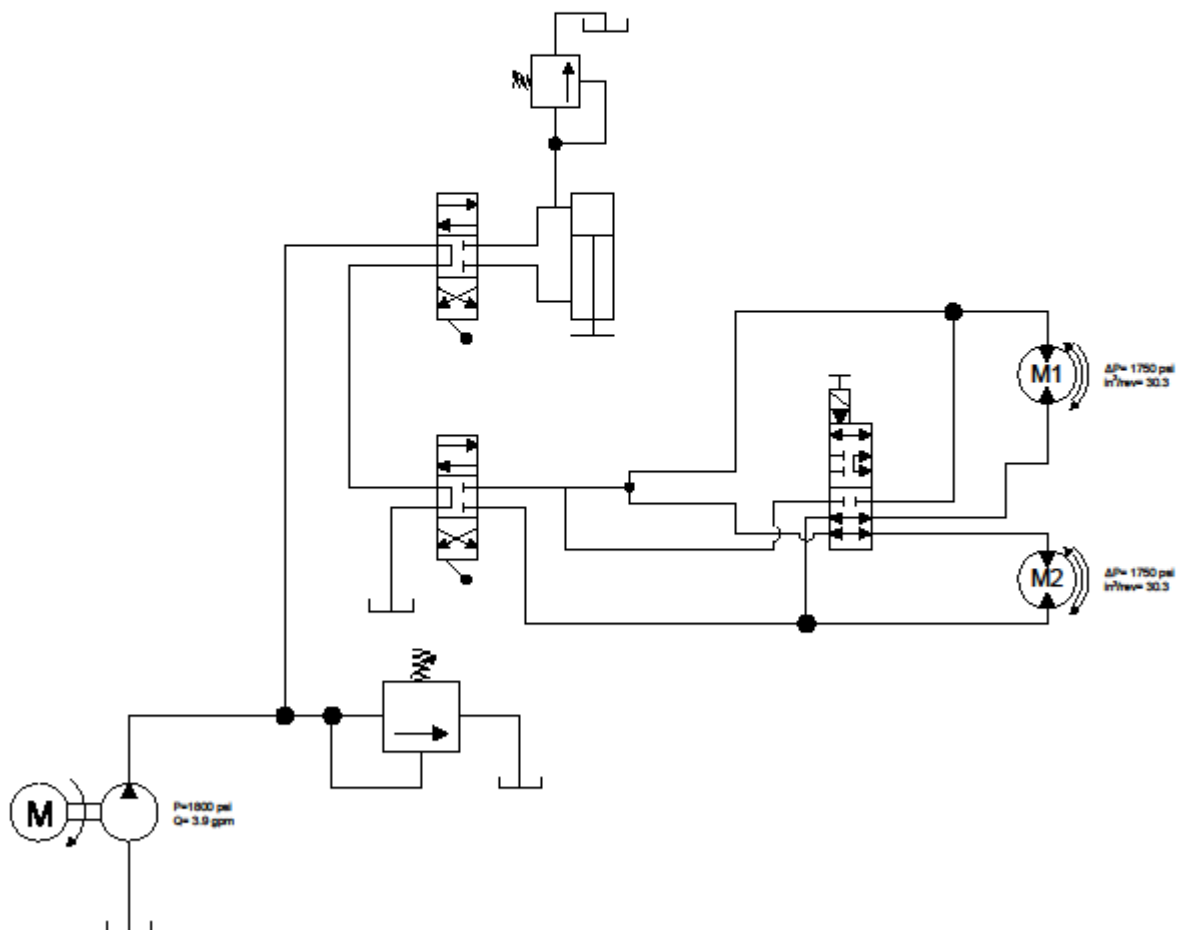 M1
ΔP= 1750 psi
in³/rev= 30.3
M2
ΔP= 1750 psi
in³/rev= 30.3
M
P=1800 psi
Q= 3.9 gpm